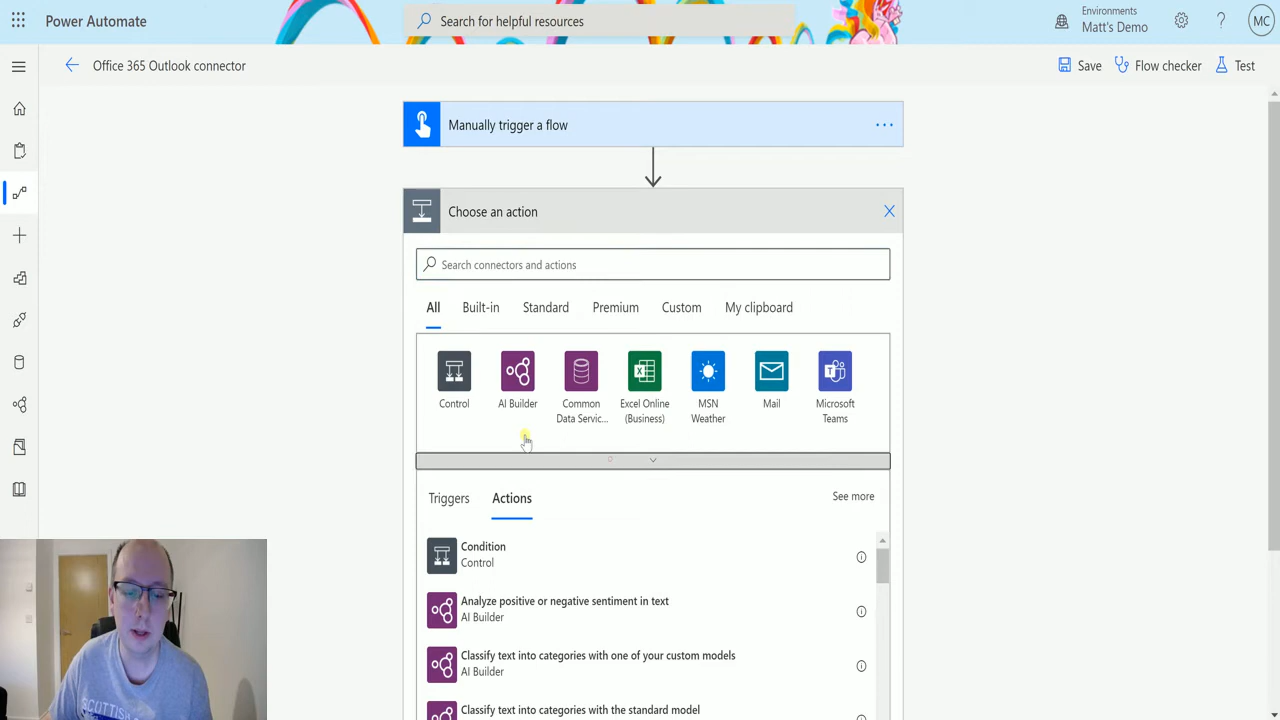 Power Automate
Search for helpful resources
Environments
Matt's Demo
?
MC
Office 365 Outlook connector
Save
Flow checker
Test
Manually trigger a flow
...
Choose an action
Search connectors and actions
All
Built-in
Standard
Premium
Custom
My clipboard
Control
AI Builder
Common
Data Servic...
Excel Online
(Business)
MSN
Weather
Mail
Microsoft
Teams
Triggers
Actions
See more
Condition
Control
Analyze positive or negative sentiment in text
AI Builder
Classify text into categories with one of your custom models
AI Builder
Classify text into categories with the standard model